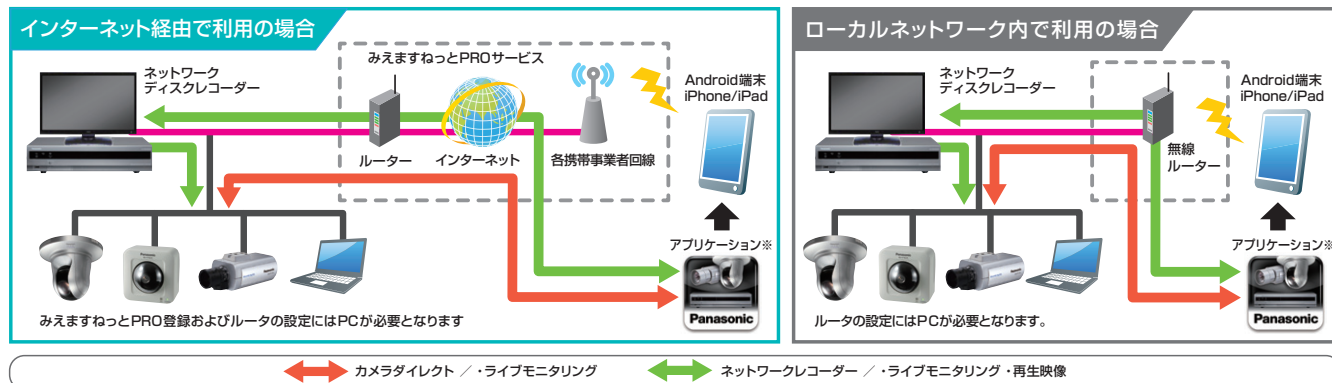 インターネット経由で利用の場合
みえますねっとPROサービス
ネットワーク
ディスクレコーダー
Android端末
iPhone/iPad
ルーター
インターネット
各携帯事業者回線
アプリケーション※
Panasonic
みえますねっとPRO登録およびルータの設定にはPCが必要となります
ローカルネットワーク内で利用の場合
ネットワーク
ディスクレコーダー
Android端末
iPhone/iPad
無線
ルーター
アプリケーション※
Panasonic
ルータの設定にはPCが必要となります。
カメラダイレクト ／ ・ライブモニタリング
ネットワークレコーダー ／ ・ライブモニタリング ・再生映像